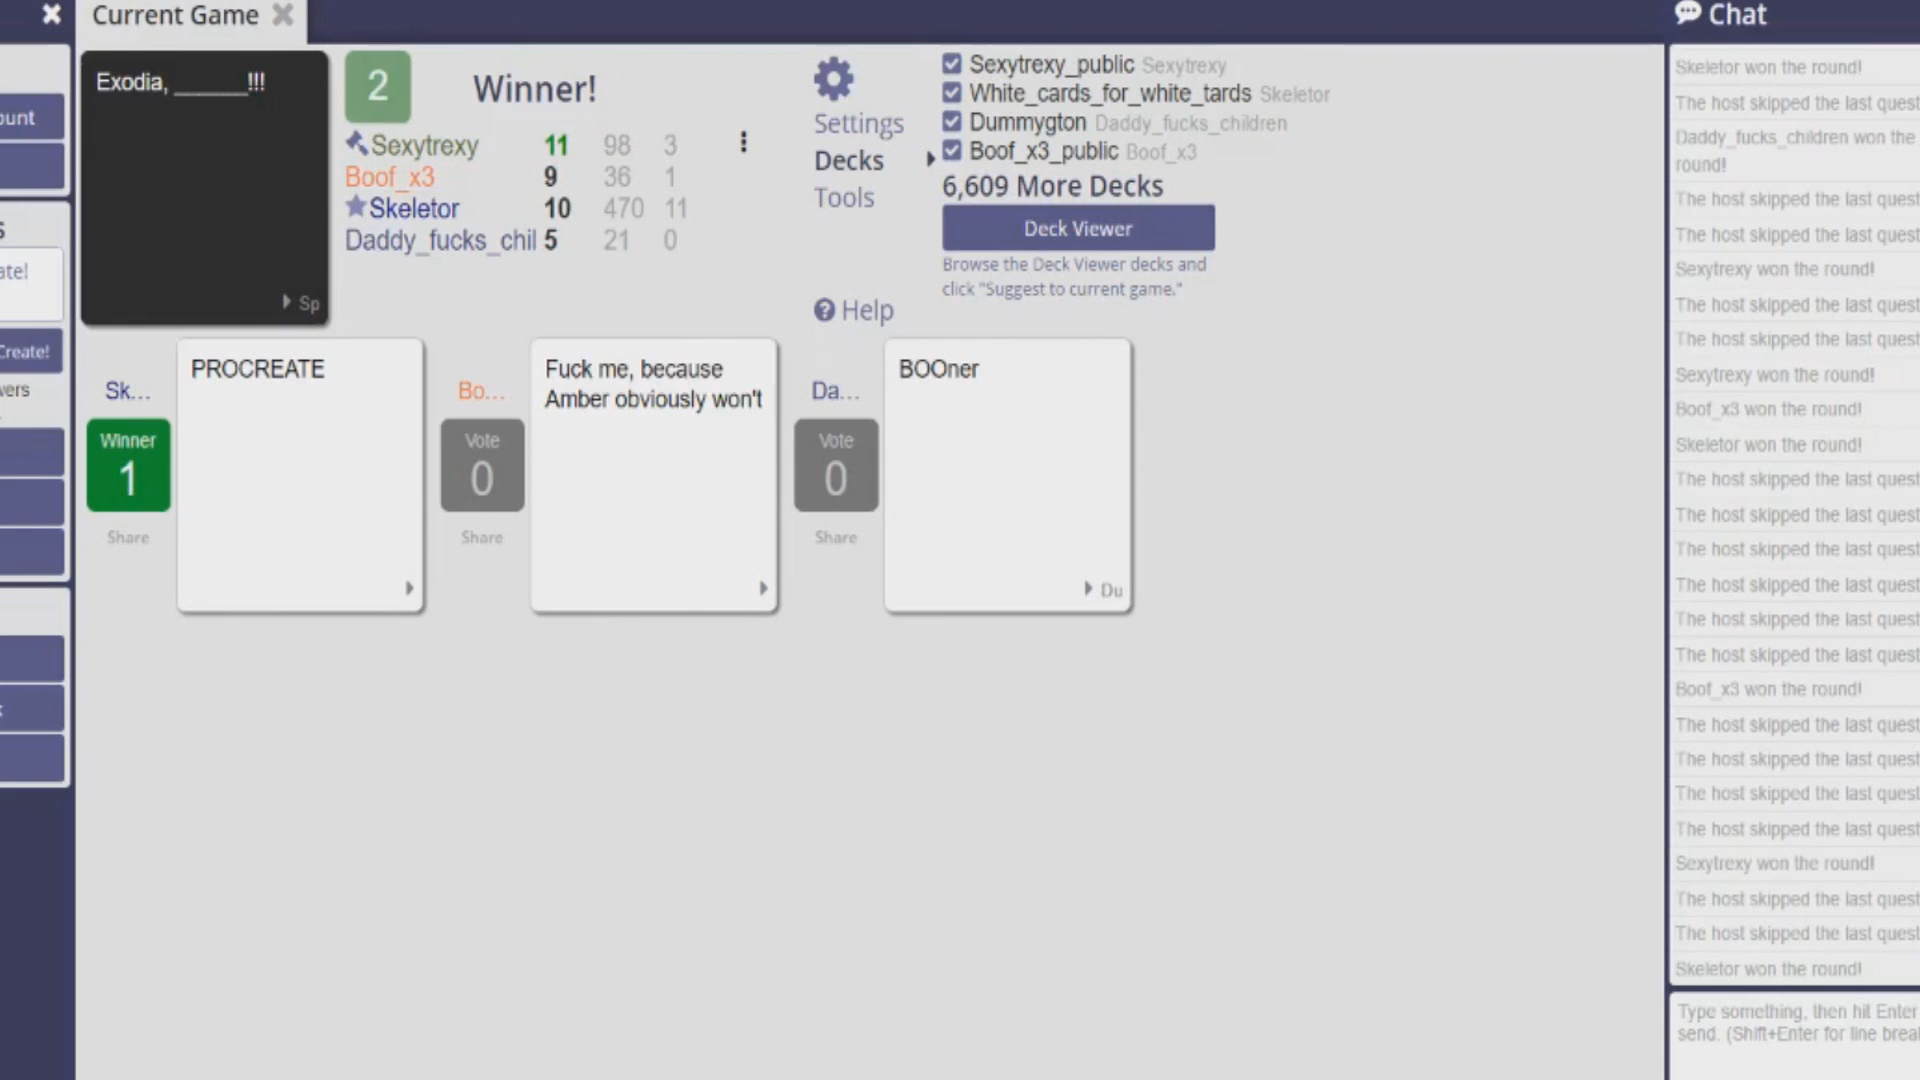 Current Game
Chat
ount
ate!
Create!
vers
Exodia, ______!!!
Sp
2
Winner!
Sexytrexy 11 98 3
Boof_x3 9 36 1
Skeletor 10 470 11
Daddy_fucks_chil 5 21 0
Settings
Decks
Tools
Help
Sexytrexy_public Sexytrexy
White_cards_for_white_tards Skeletor
Dummygton Daddy_fucks_children
Boof_x3_public Boof_x3
6,609 More Decks
Deck Viewer
Browse the Deck Viewer decks and
click "Suggest to current game."
Sk...
Winner
1
Share
PROCREATE
Bo...
Vote
0
Share
Fuck me, because
Amber obviously won't
Da...
Vote
0
Share
BOOner
Du
Skeletor won the round!
The host skipped the last quest
Daddy_fucks_children won the
round!
The host skipped the last quest
The host skipped the last quest
Sexytrexy won the round!
The host skipped the last quest
The host skipped the last quest
Sexytrexy won the round!
Boof_x3 won the round!
Skeletor won the round!
The host skipped the last quest
The host skipped the last quest
The host skipped the last quest
The host skipped the last quest
The host skipped the last quest
The host skipped the last quest
Boof_x3 won the round!
The host skipped the last quest
The host skipped the last quest
The host skipped the last quest
The host skipped the last quest
Sexytrexy won the round!
The host skipped the last quest
The host skipped the last quest
Skeletor won the round!
Type something, then hit Enter
send. (Shift+Enter for line brea